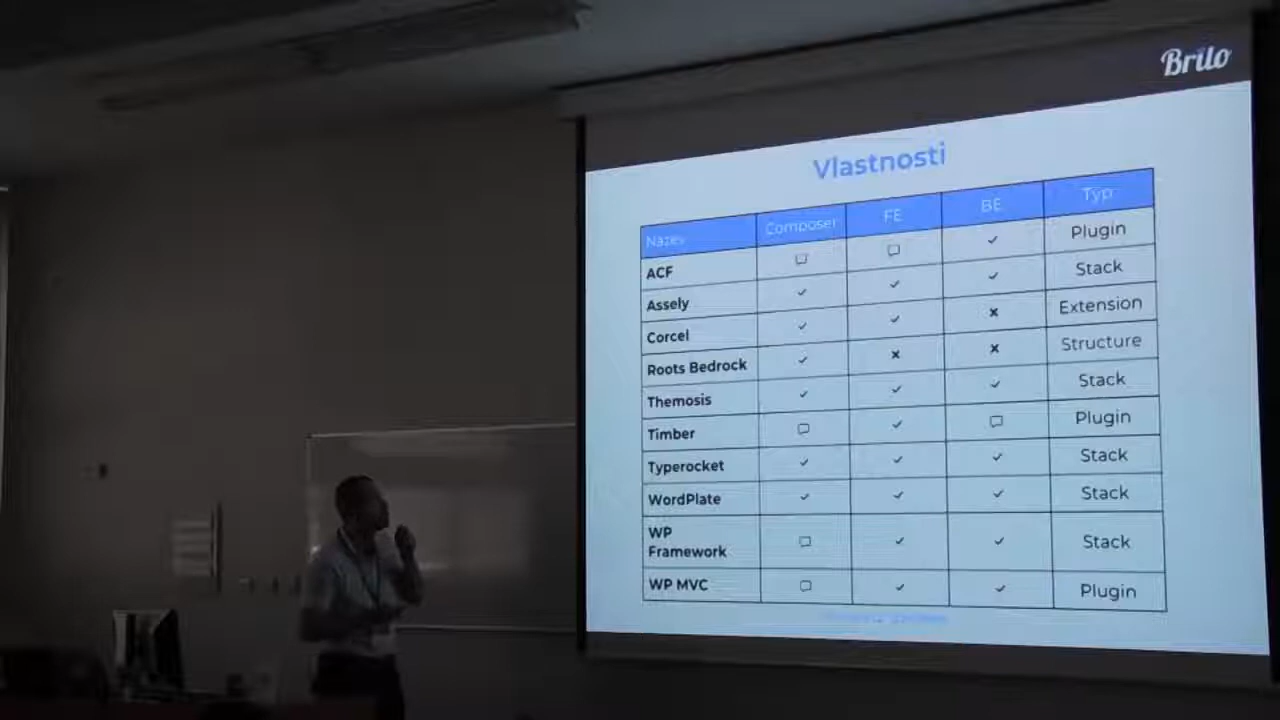 Brilo
Vlastnosti
Název Composer FE BE Typ
ACF ✓ Plugin
Assely ✓ ✓ ✓ Stack
Corcel ✓ ✓ × Extension
Roots Bedrock ✓ × × Structure
Themosis ✓ ✓ ✓ Stack
Timber ✓ Plugin
Typerocket ✓ ✓ ✓ Stack
WordPlate ✓ ✓ ✓ Stack
WP
Framework ✓ ✓ Stack
WP MVC ✓ ✓ Plugin